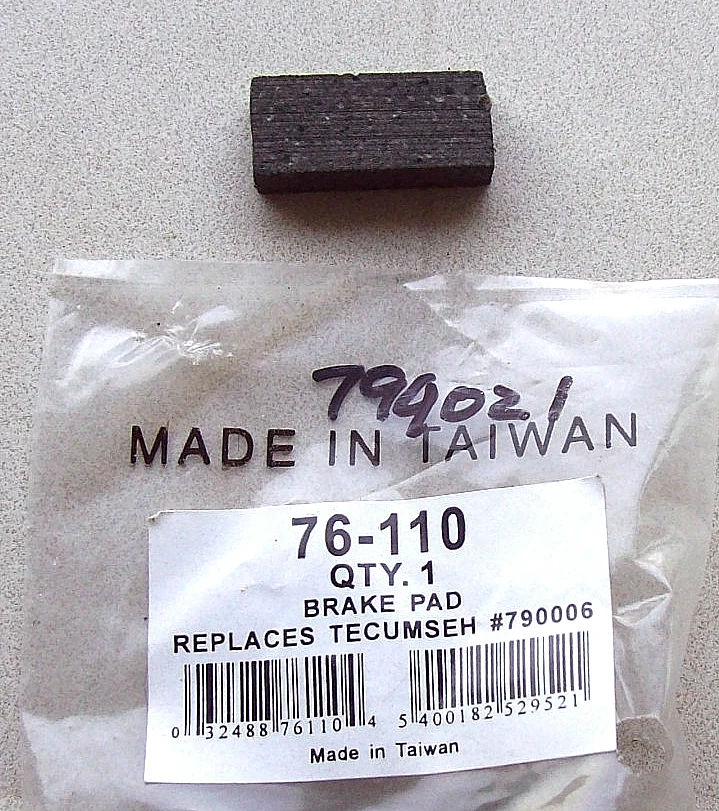 799021
MADE IN TAIWAN
76-110
QTY. 1
BRAKE PAD
REPLACES TECUMSEH #790006
0 32488 76110 4 5 400182 529521
Made in Taiwan